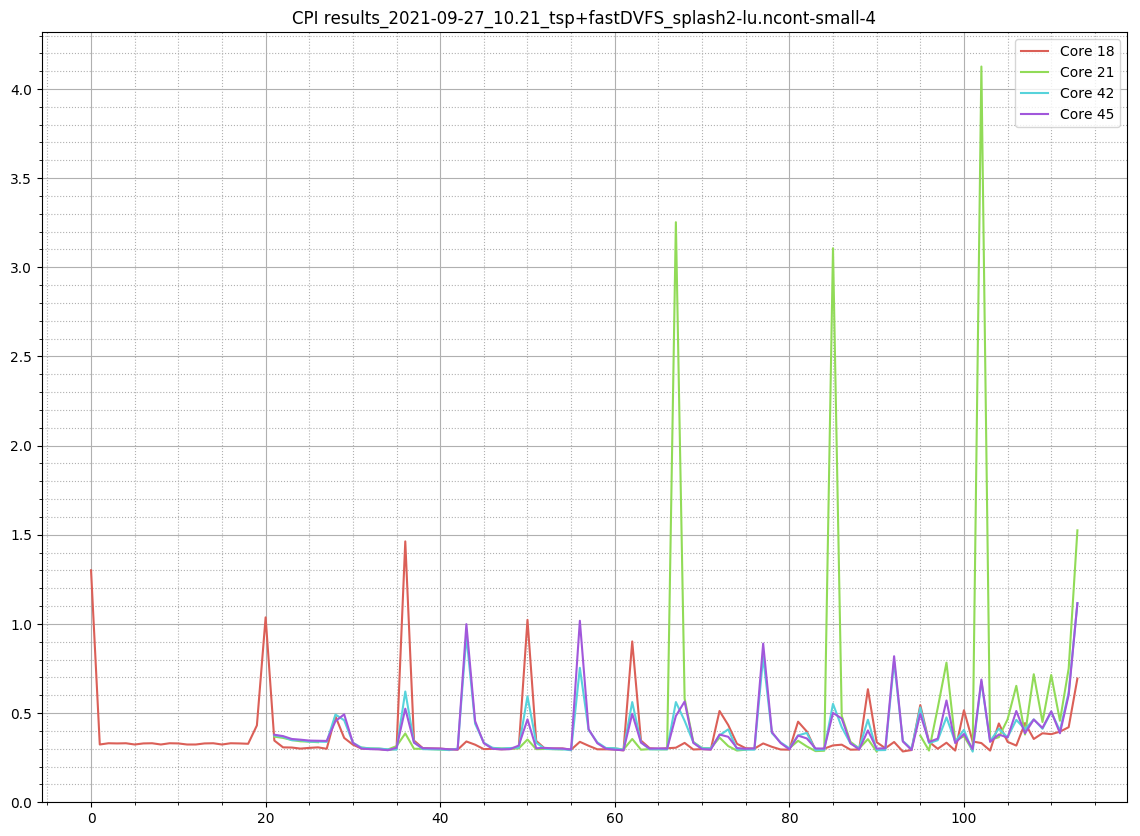 CPI results_2021-09-27_10.21_tsp+fastDVFS_splash2-lu.ncont-small-4
Core 18
Core 21
Core 42
Core 45
4.0
3.5
3.0
2.5
2.0
1.5
1.0
0.5
0.0
0 20 40 60 80 100